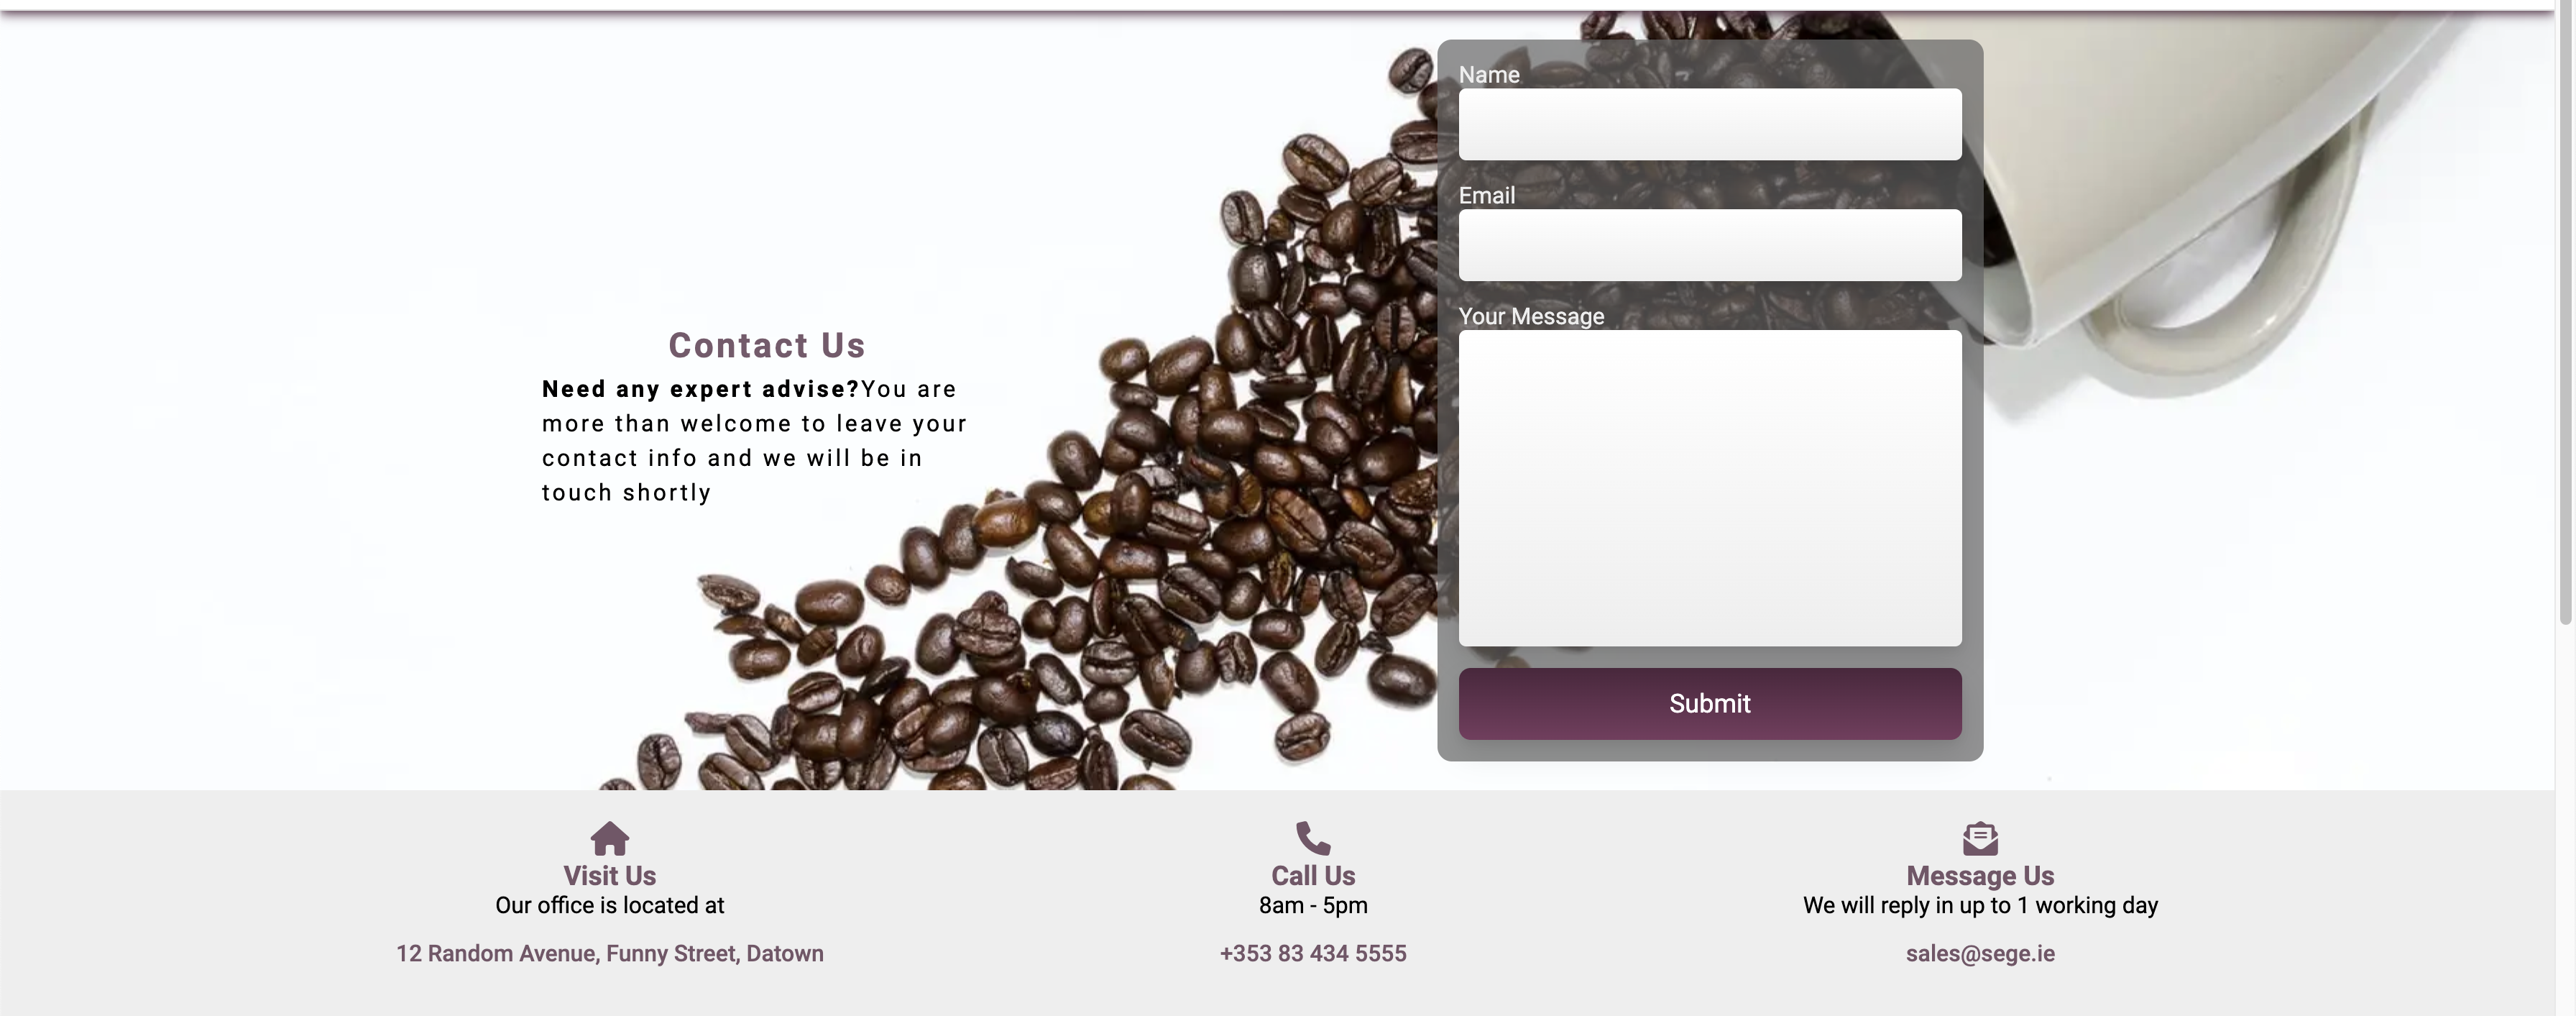 Name
Email
Your Message
Submit
Contact Us
Need any expert advise?You are
more than welcome to leave your
contact info and we will be in
touch shortly
Visit Us
Our office is located at
12 Random Avenue, Funny Street, Datown
Call Us
8am - 5pm
+353 83 434 5555
Message Us
We will reply in up to 1 working day
sales@sege.ie